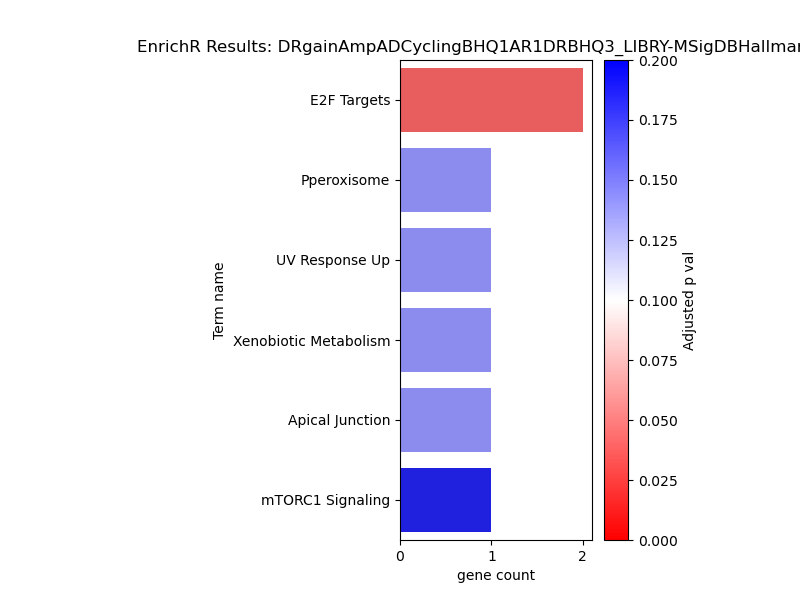 EnrichR Results: DRgainAmpADCyclingBHQ1AR1DRBHQ3_LIBRY-MSigDBHallmar
E2F Targets
Pperoxisome
UV Response Up
Xenobiotic Metabolism
Apical Junction
mTORC1 Signaling
Term name
0 1 2
gene count
0.200
0.175
0.150
0.125
0.100
0.075
0.050
0.025
0.000
Adjusted p val